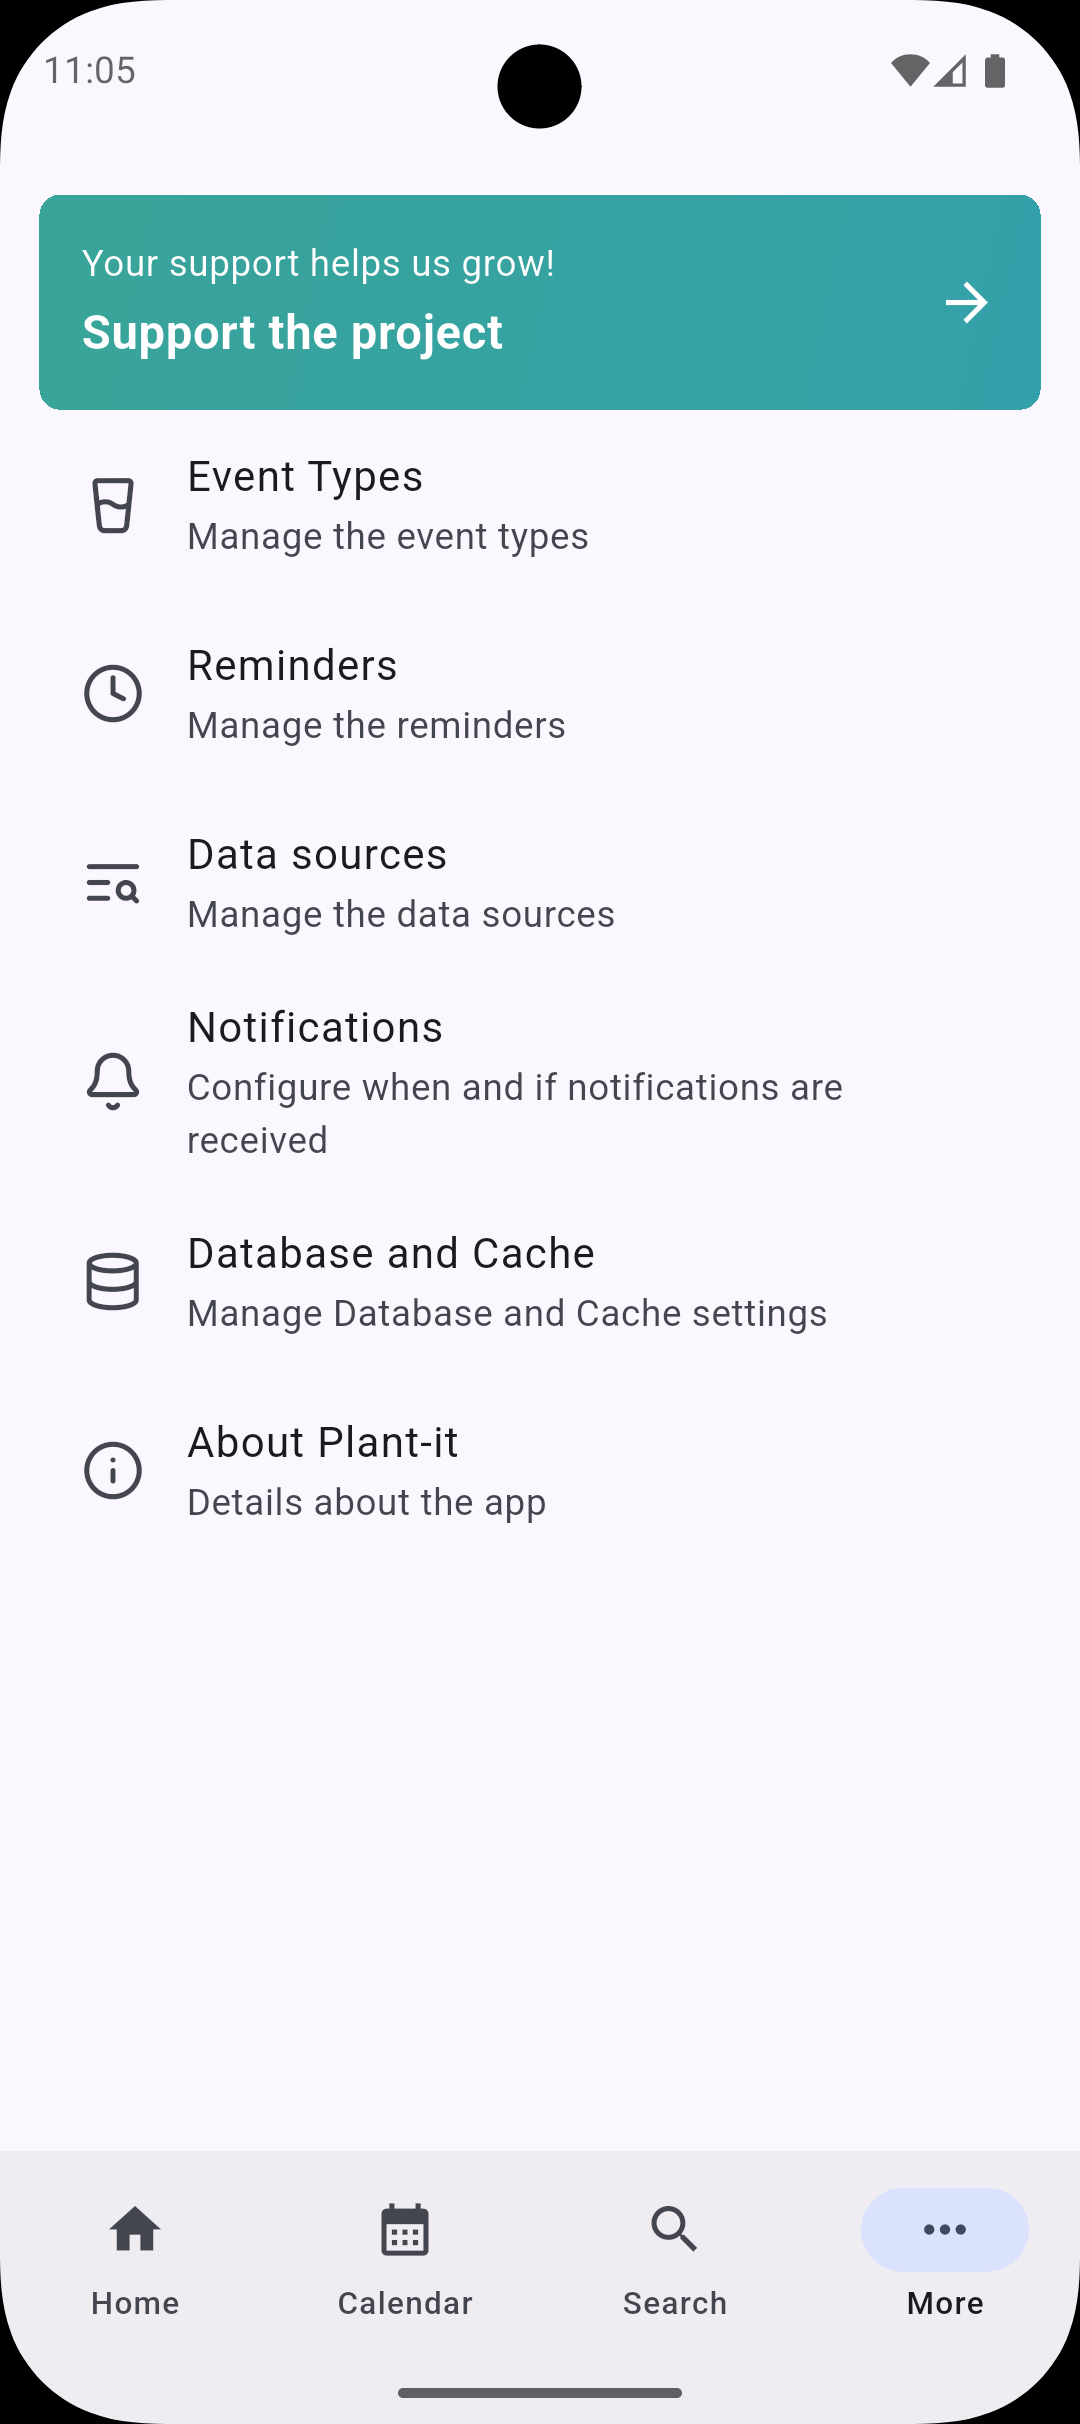 11:05
Your support helps us grow!
Support the project
Event Types
Manage the event types
Reminders
Manage the reminders
Data sources
Manage the data sources
Notifications
Configure when and if notifications are
received
Database and Cache
Manage Database and Cache settings
About Plant-it
Details about the app
Home
Calendar
Search
More